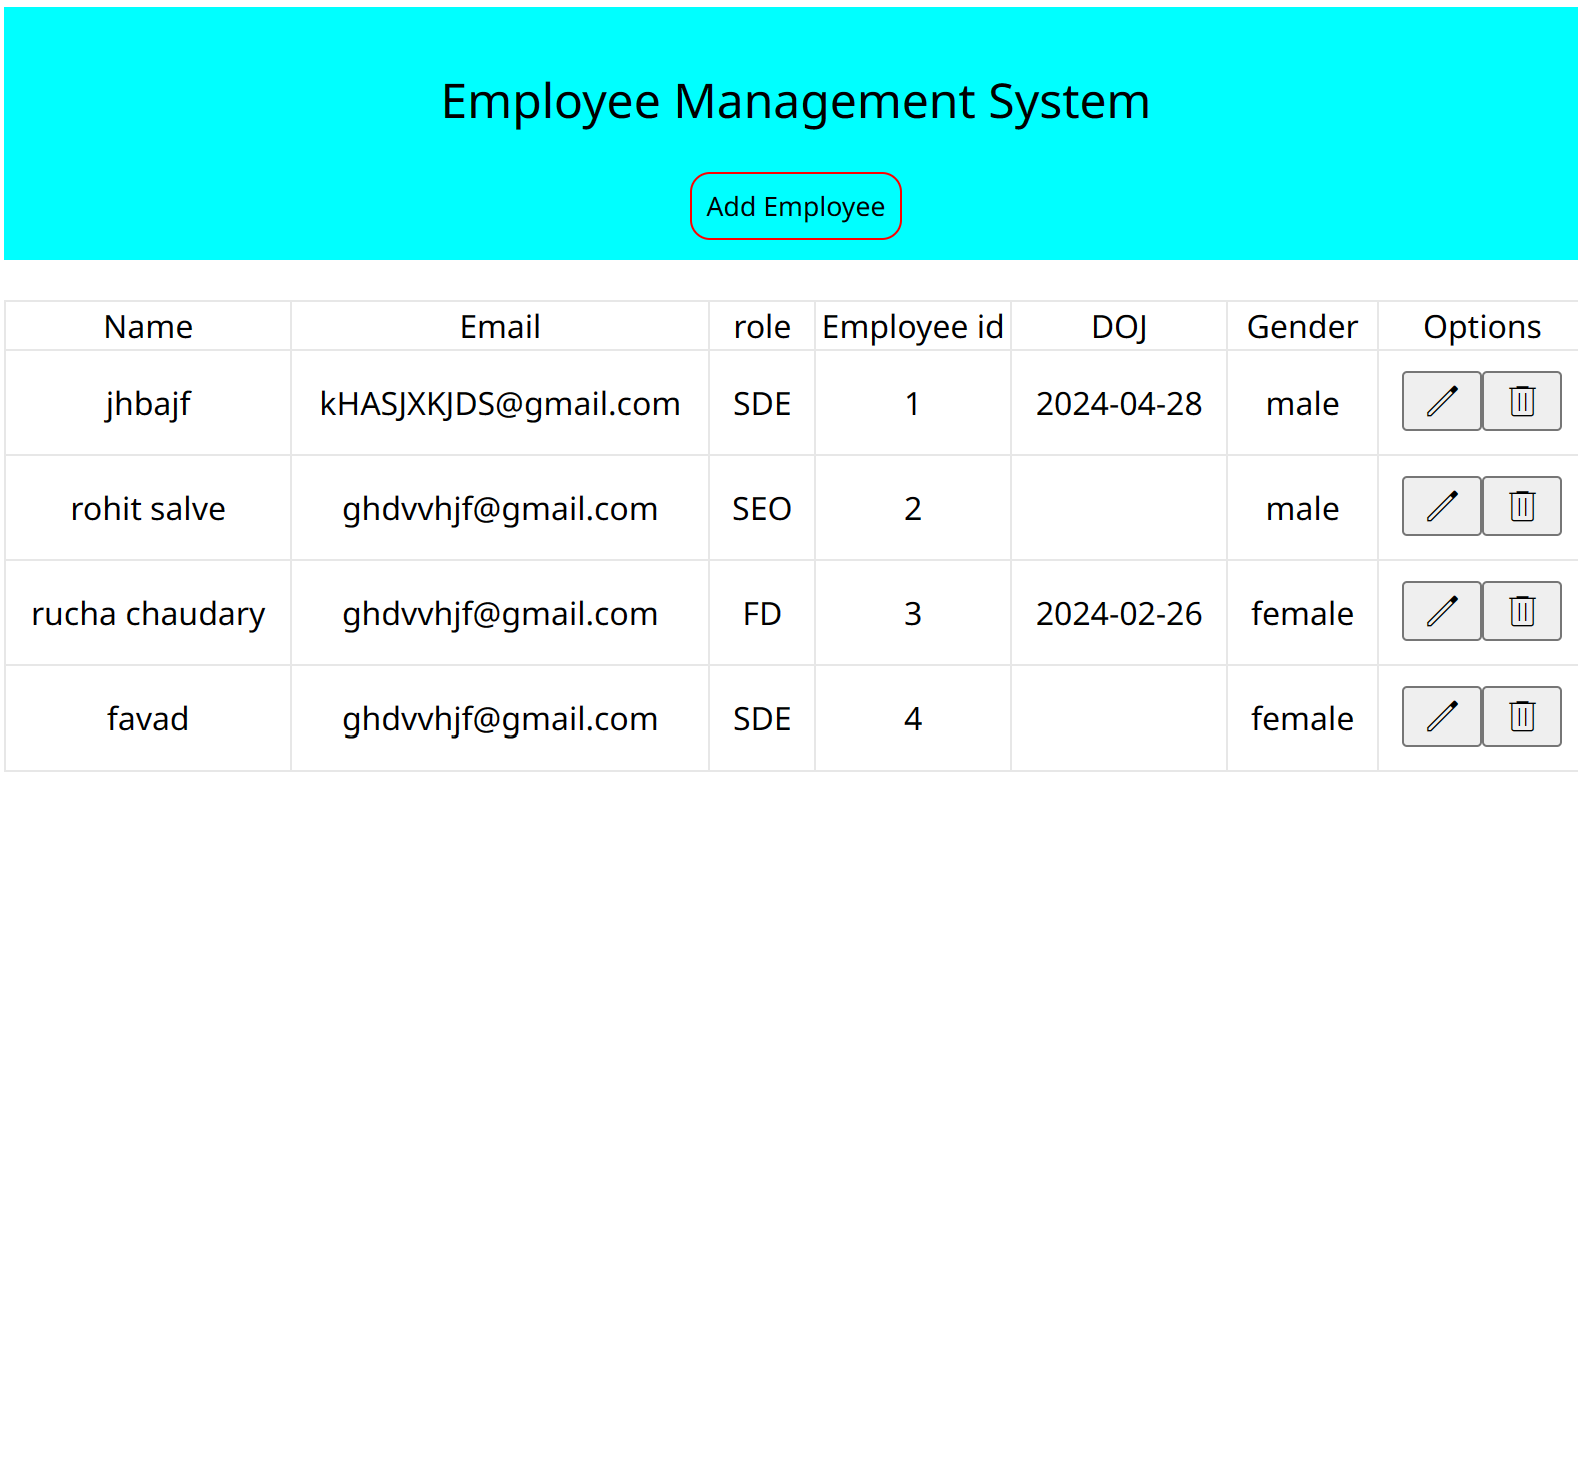 Employee Management System
Add Employee
Name Email role Employee id DOJ Gender Options
jhbajf kHASJXKJDS@gmail.com SDE 1 2024-04-28 male
rohit salve ghdvvhjf@gmail.com SEO 2 male
rucha chaudary ghdvvhjf@gmail.com FD 3 2024-02-26 female
favad ghdvvhjf@gmail.com SDE 4 female